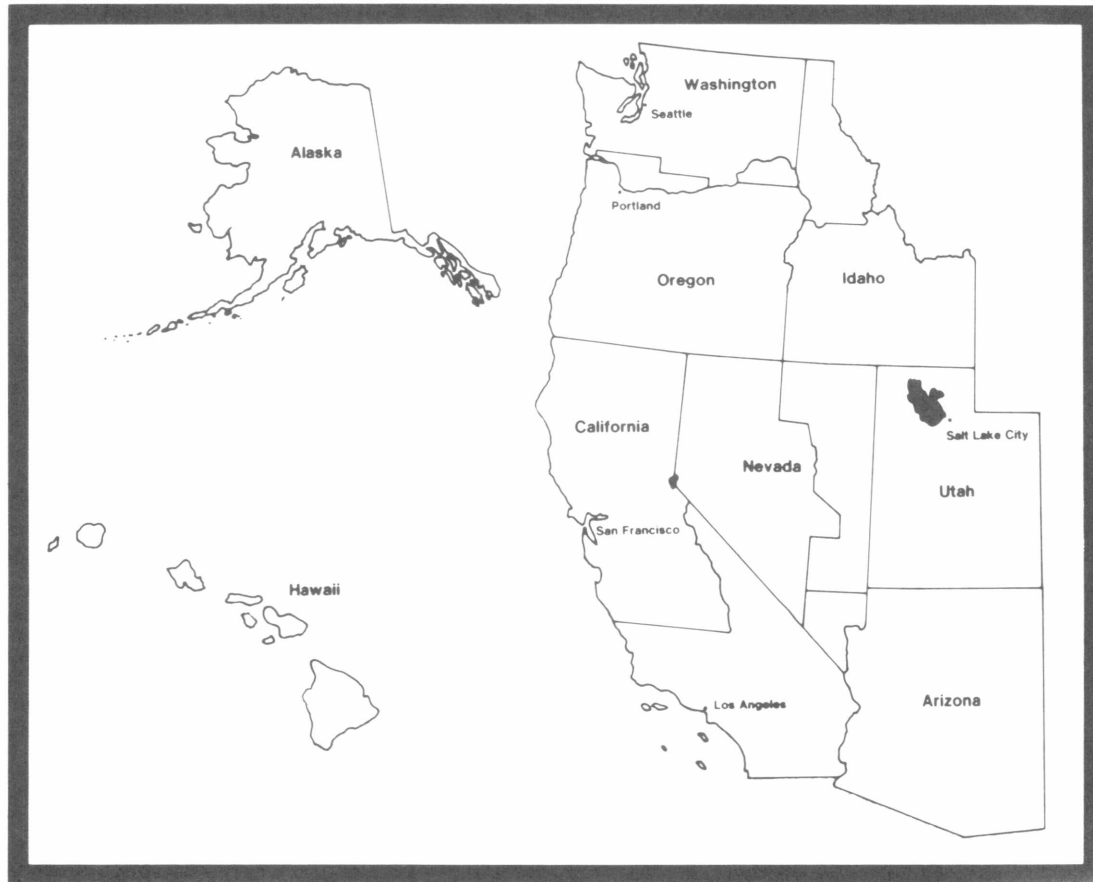 Washington
Seattle
Alaska
Portland
Oregon
Idaho
California
Salt Lake City
Nevada
Utah
San Francisco
Hawaii
Arizona
Los Angeles